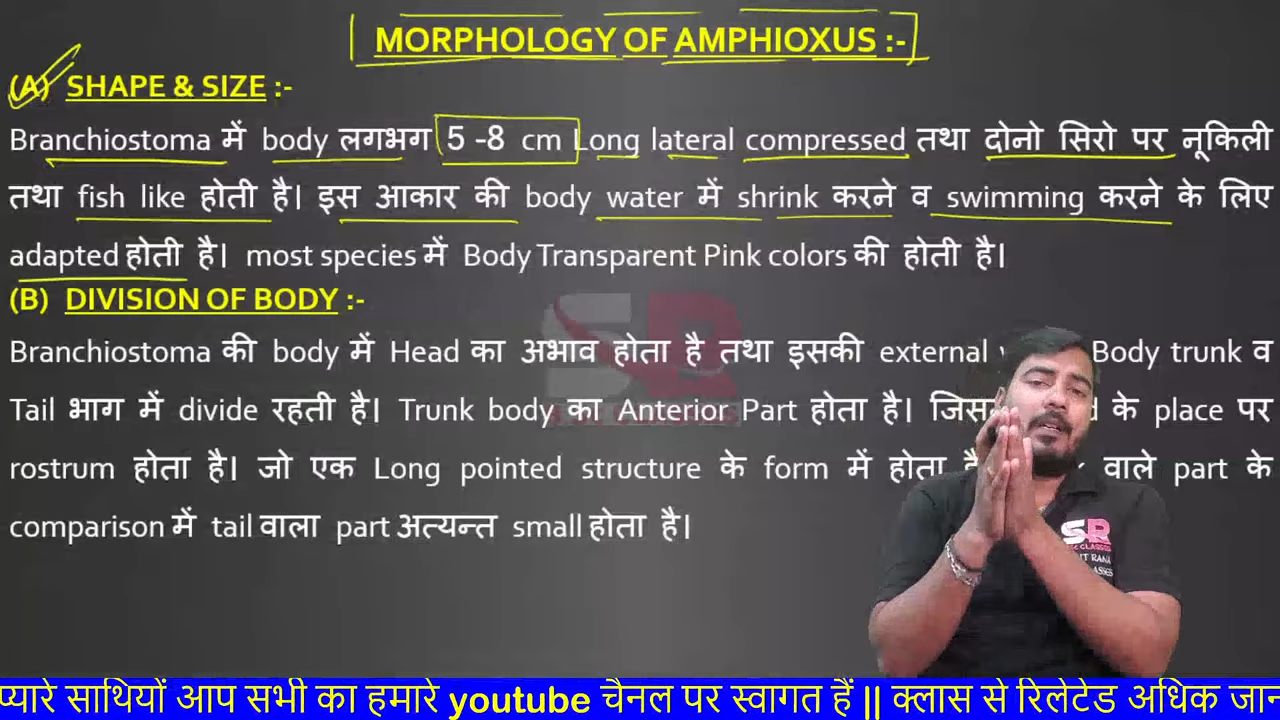 MORPHOLOGY OF AMPHIOXUS :-
(A) SHAPE & SIZE :-
Branchiostoma में body लगभग 5 -8 cm Long lateral compressed तथा दोनो सिरो पर नूकिली
तथा fish like होती है। इस आकार की body water में shrink करने व swimming करने के लिए
adapted होती है। most species में Body Transparent Pink colors की होती है।
(B) DIVISION OF BODY :-
Branchiostoma की body में Head का अभाव होता है तथा इसकी external Body trunk व
Tail भाग में divide रहती है। Trunk body का Anterior Part होता है। के place पर
rostrum होता है। जो एक Long pointed structure के form में होता वाले part के
comparison में tail वाला part अत्यन्त small होता है।
SR
CLASSES
प्यारे साथियों आप सभी का हमारे youtube चैनल पर स्वागत हैं || क्लास से रिलेटेड अधिक